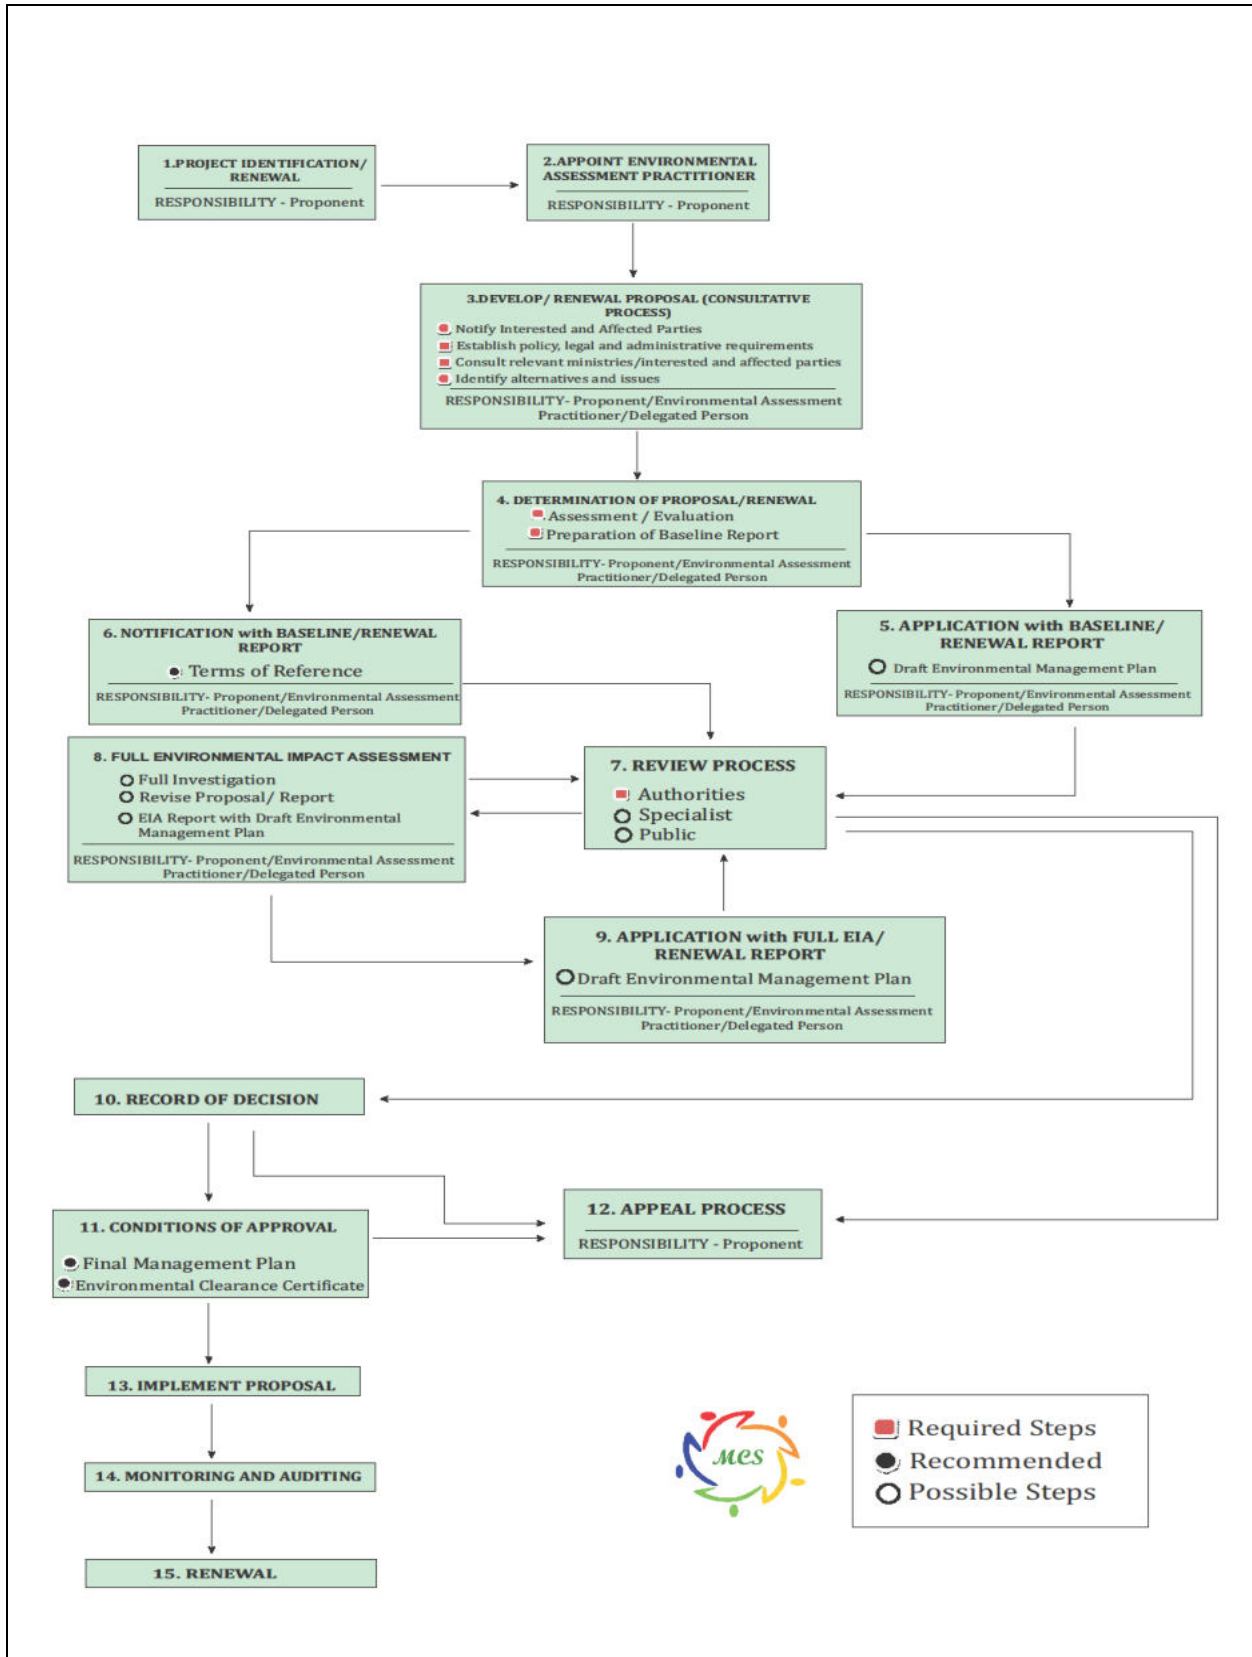 1.PROJECT IDENTIFICATION/
RENEWAL
RESPONSIBILITY - Proponent
2.APPOINT ENVIRONMENTAL
ASSESSMENT PRACTITIONER
RESPONSIBILITY - Proponent
3.DEVELOP/ RENEWAL PROPOSAL (CONSULTATIVE
PROCESS)
Notify Interested and Affected Parties
Establish policy, legal and administrative requirements
Consult relevant ministries/interested and affected parties
Identify alternatives and issues
RESPONSIBILITY- Proponent/Environmental Assessment
Practitioner/Delegated Person
4. DETERMINATION OF PROPOSAL/RENEWAL
Assessment / Evaluation
Preparation of Baseline Report
RESPONSIBILITY- Proponent/Environmental Assessment
Practitioner/Delegated Person
6. NOTIFICATION with BASELINE/RENEWAL
REPORT
Terms of Reference
RESPONSIBILITY- Proponent/Environmental Assessment
Practitioner/Delegated Person
5. APPLICATION with BASELINE/
RENEWAL REPORT
Draft Environmental Management Plan
RESPONSIBILITY- Proponent/Environmental Assessment
Practitioner/Delegated Person
8. FULL ENVIRONMENTAL IMPACT ASSESSMENT
Full Investigation
Revise Proposal/ Report
EIA Report with Draft Environmental
Management Plan
RESPONSIBILITY- Proponent/Environmental Assessment
Practitioner/Delegated Person
7. REVIEW PROCESS
Authorities
Specialist
Public
9. APPLICATION with FULL EIA/
RENEWAL REPORT
Draft Environmental Management Plan
RESPONSIBILITY- Proponent/Environmental Assessment
Practitioner/Delegated Person
10. RECORD OF DECISION
11. CONDITIONS OF APPROVAL
Final Management Plan
Environmental Clearance Certificate
12. APPEAL PROCESS
RESPONSIBILITY - Proponent
13. IMPLEMENT PROPOSAL
14. MONITORING AND AUDITING
15. RENEWAL
MCS
Required Steps
Recommended
Possible Steps